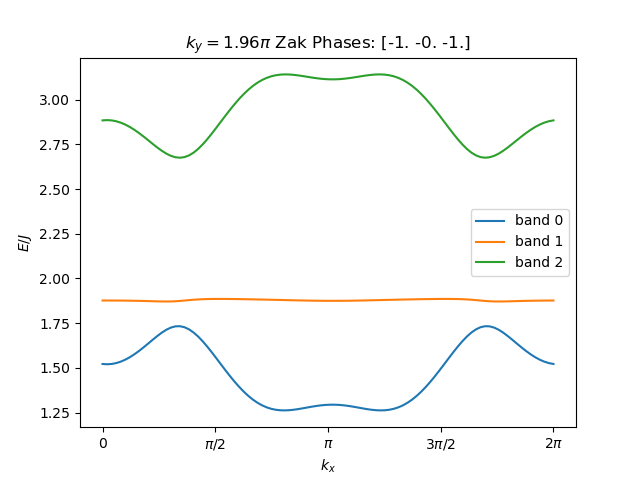 $k_y = 1.96\pi$ Zak Phases: [-1. -0. -1.]
3.00
2.75
2.50
2.25
2.00
1.75
1.50
1.25
E/J
band 0
band 1
band 2
0
π/2
π
3π/2
2π
$k_x$